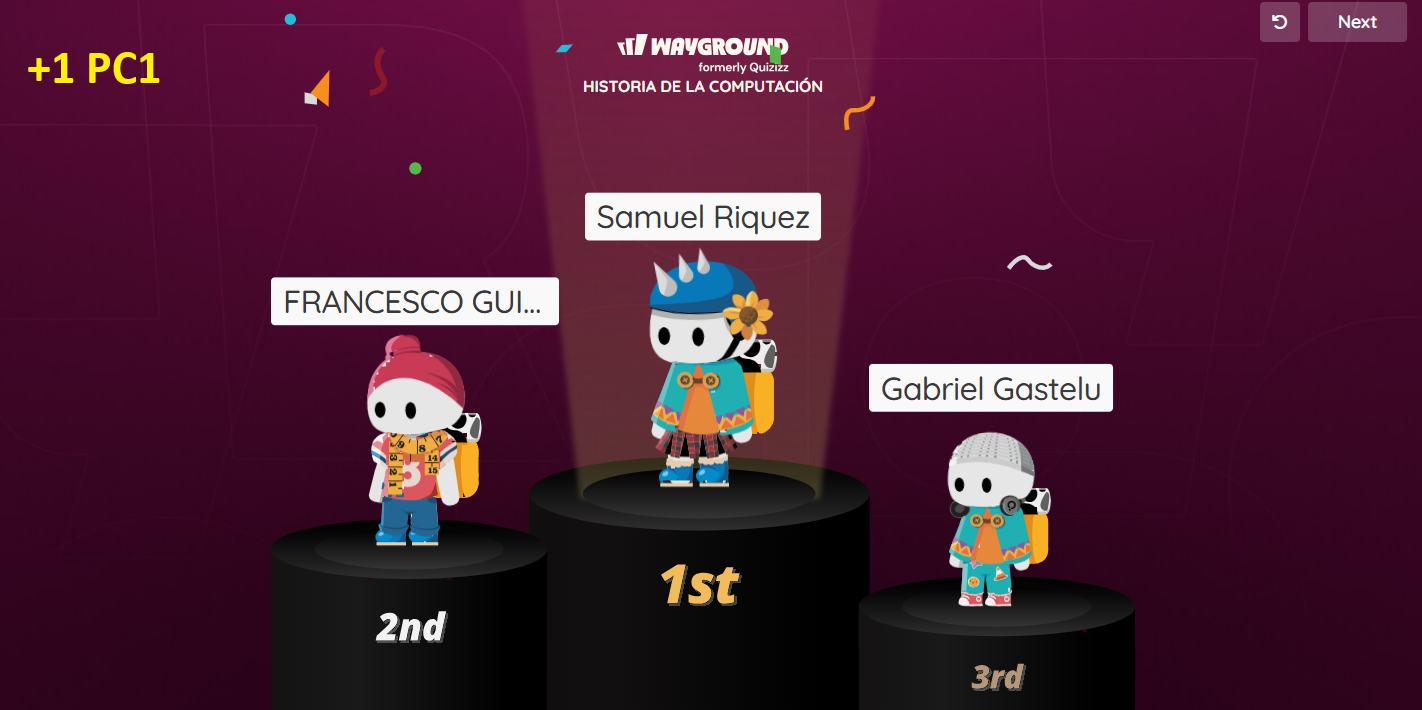 Next
+1 PC1
WAYGROUND
formerly Quizizz
HISTORIA DE LA COMPUTACIÓN
Samuel Riquez
FRANCESCO GUI...
Gabriel Gastelu
1st
2nd
3rd